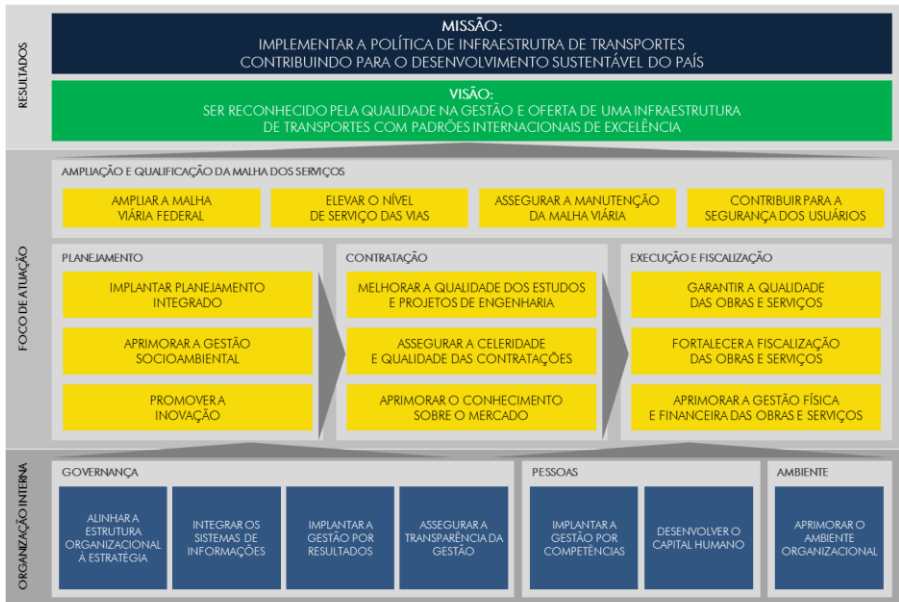 RESULTADOS
MISSÃO:
IMPLEMENTAR A POLÍTICA DE INFRAESTRUTRA DE TRANSPORTES
CONTRIBUINDO PARA O DESENVOLVIMENTO SUSTENTÁVEL DO PAÍS
VISÃO:
SER RECONHECIDO PELA QUALIDADE NA GESTÃO E OFERTA DE UMA INFRAESTRUTURA
DE TRANSPORTES COM PADRÕES INTERNACIONAIS DE EXCELÊNCIA
FOCO DE ATUAÇÃO
AMPLIAÇÃO E QUALIFICAÇÃO DA MALHA DOS SERVIÇOS
AMPLIAR A MALHA
VIÁRIA FEDERAL
ELEVAR O NÍVEL
DE SERVIÇO DAS VIAS
ASSEGURAR A MANUTENÇÃO
DA MALHA VIÁRIA
CONTRIBUIR PARA A
SEGURANÇA DOS USUÁRIOS
PLANEJAMENTO
IMPLANTAR PLANEJAMENTO
INTEGRADO
APRIMORAR A GESTÃO
SOCIOAMBIENTAL
PROMOVER A
INOVAÇÃO
CONTRATAÇÃO
MELHORAR A QUALIDADE DOS ESTUDOS
E PROJETOS DE ENGENHARIA
ASSEGURAR A CELERIDADE
E QUALIDADE DAS CONTRATAÇÕES
APRIMORAR O CONHECIMENTO
SOBRE O MERCADO
EXECUÇÃO E FISCALIZAÇÃO
GARANTIR A QUALIDADE
DAS OBRAS E SERVIÇOS
FORTALECER A FISCALIZAÇÃO
DAS OBRAS E SERVIÇOS
APRIMORAR A GESTÃO FÍSICA
E FINANCEIRA DAS OBRAS E SERVIÇOS
ORGANIZAÇÃO INTERNA
GOVERNANÇA
ALINHAR A
ESTRUTURA
ORGANIZACIONAL
À ESTRATÉGIA
INTEGRAR OS
SISTEMAS DE
INFORMAÇÕES
IMPLANTAR A
GESTÃO POR
RESULTADOS
ASSEGURAR A
TRANSPARÊNCIA DA
GESTÃO
PESSOAS
IMPLANTAR A
GESTÃO POR
COMPETÊNCIAS
DESENVOLVER O
CAPITAL HUMANO
AMBIENTE
APRIMORAR O
AMBIENTE
ORGANIZACIONAL